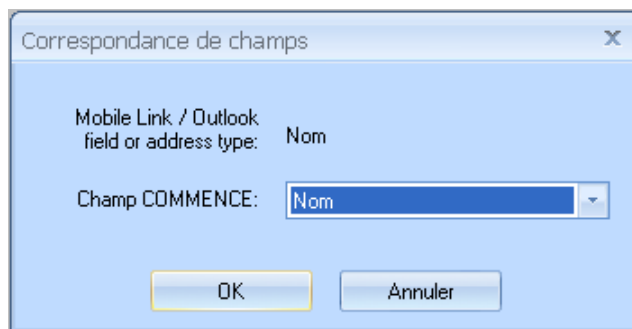 Correspondance de champs
Mobile Link / Outlook
field or address type:
Nom
Champ COMMENCE:
Nom
OK
Annuler